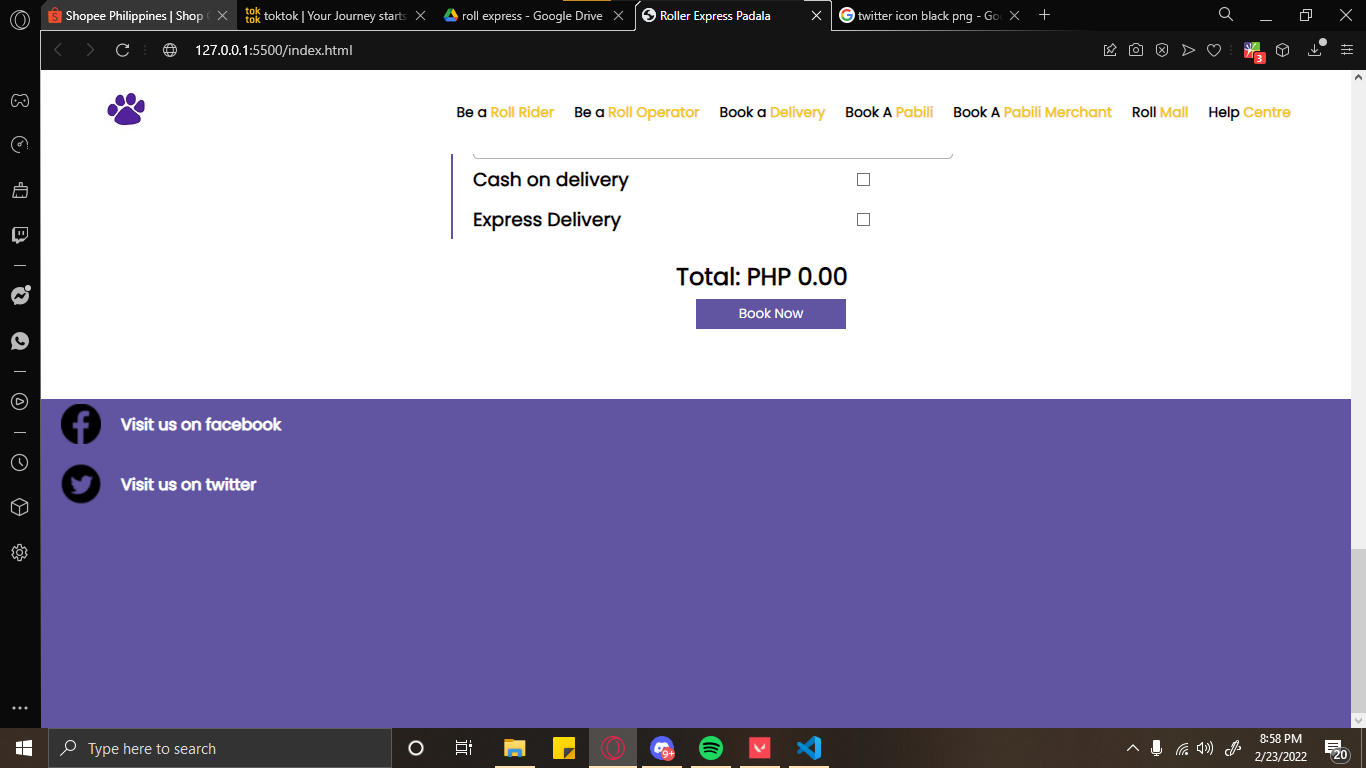 Shopee Philippines | Shop
tok tok
toktok | Your Journey starts
roll express - Google Drive
Roller Express Padala
twitter icon black png - Goo
127.0.0.1:5500/index.html
3
Be a Roll Rider
Be a Roll Operator
Book a Delivery
Book A Pabili
Book A Pabili Merchant
Roll Mall
Help Centre
Cash on delivery
Express Delivery
Total: PHP 0.00
Book Now
Visit us on facebook
Visit us on twitter
Type here to search
9+
8:58 PM
2/23/2022
20